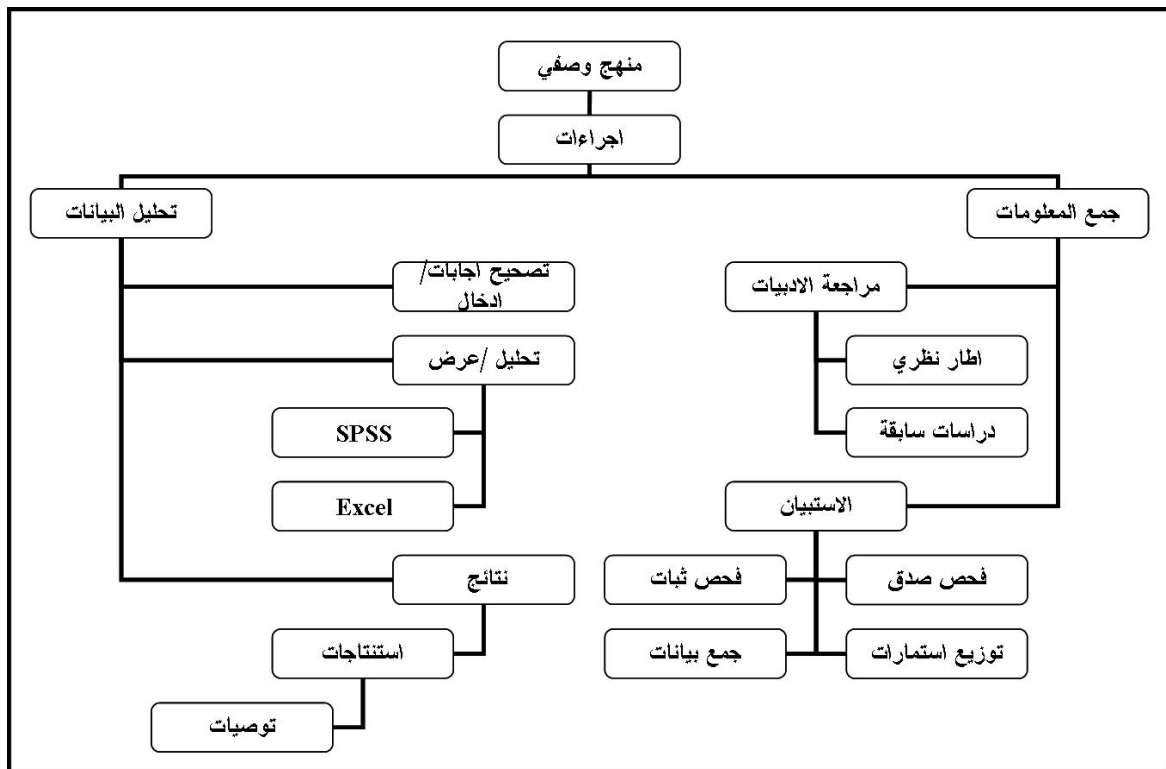 منهج وصفي
اجراءات
جمع المعلومات
تحليل البيانات
مراجعة الادبيات
تصحيح اجابات/
ادخال
اطار نظري
تحليل /عرض
دراسات سابقة
SPSS
الاستبيان
Excel
فحص صدق
فحص ثبات
نتائج
توزيع استمارات
جمع بيانات
استنتاجات
توصيات